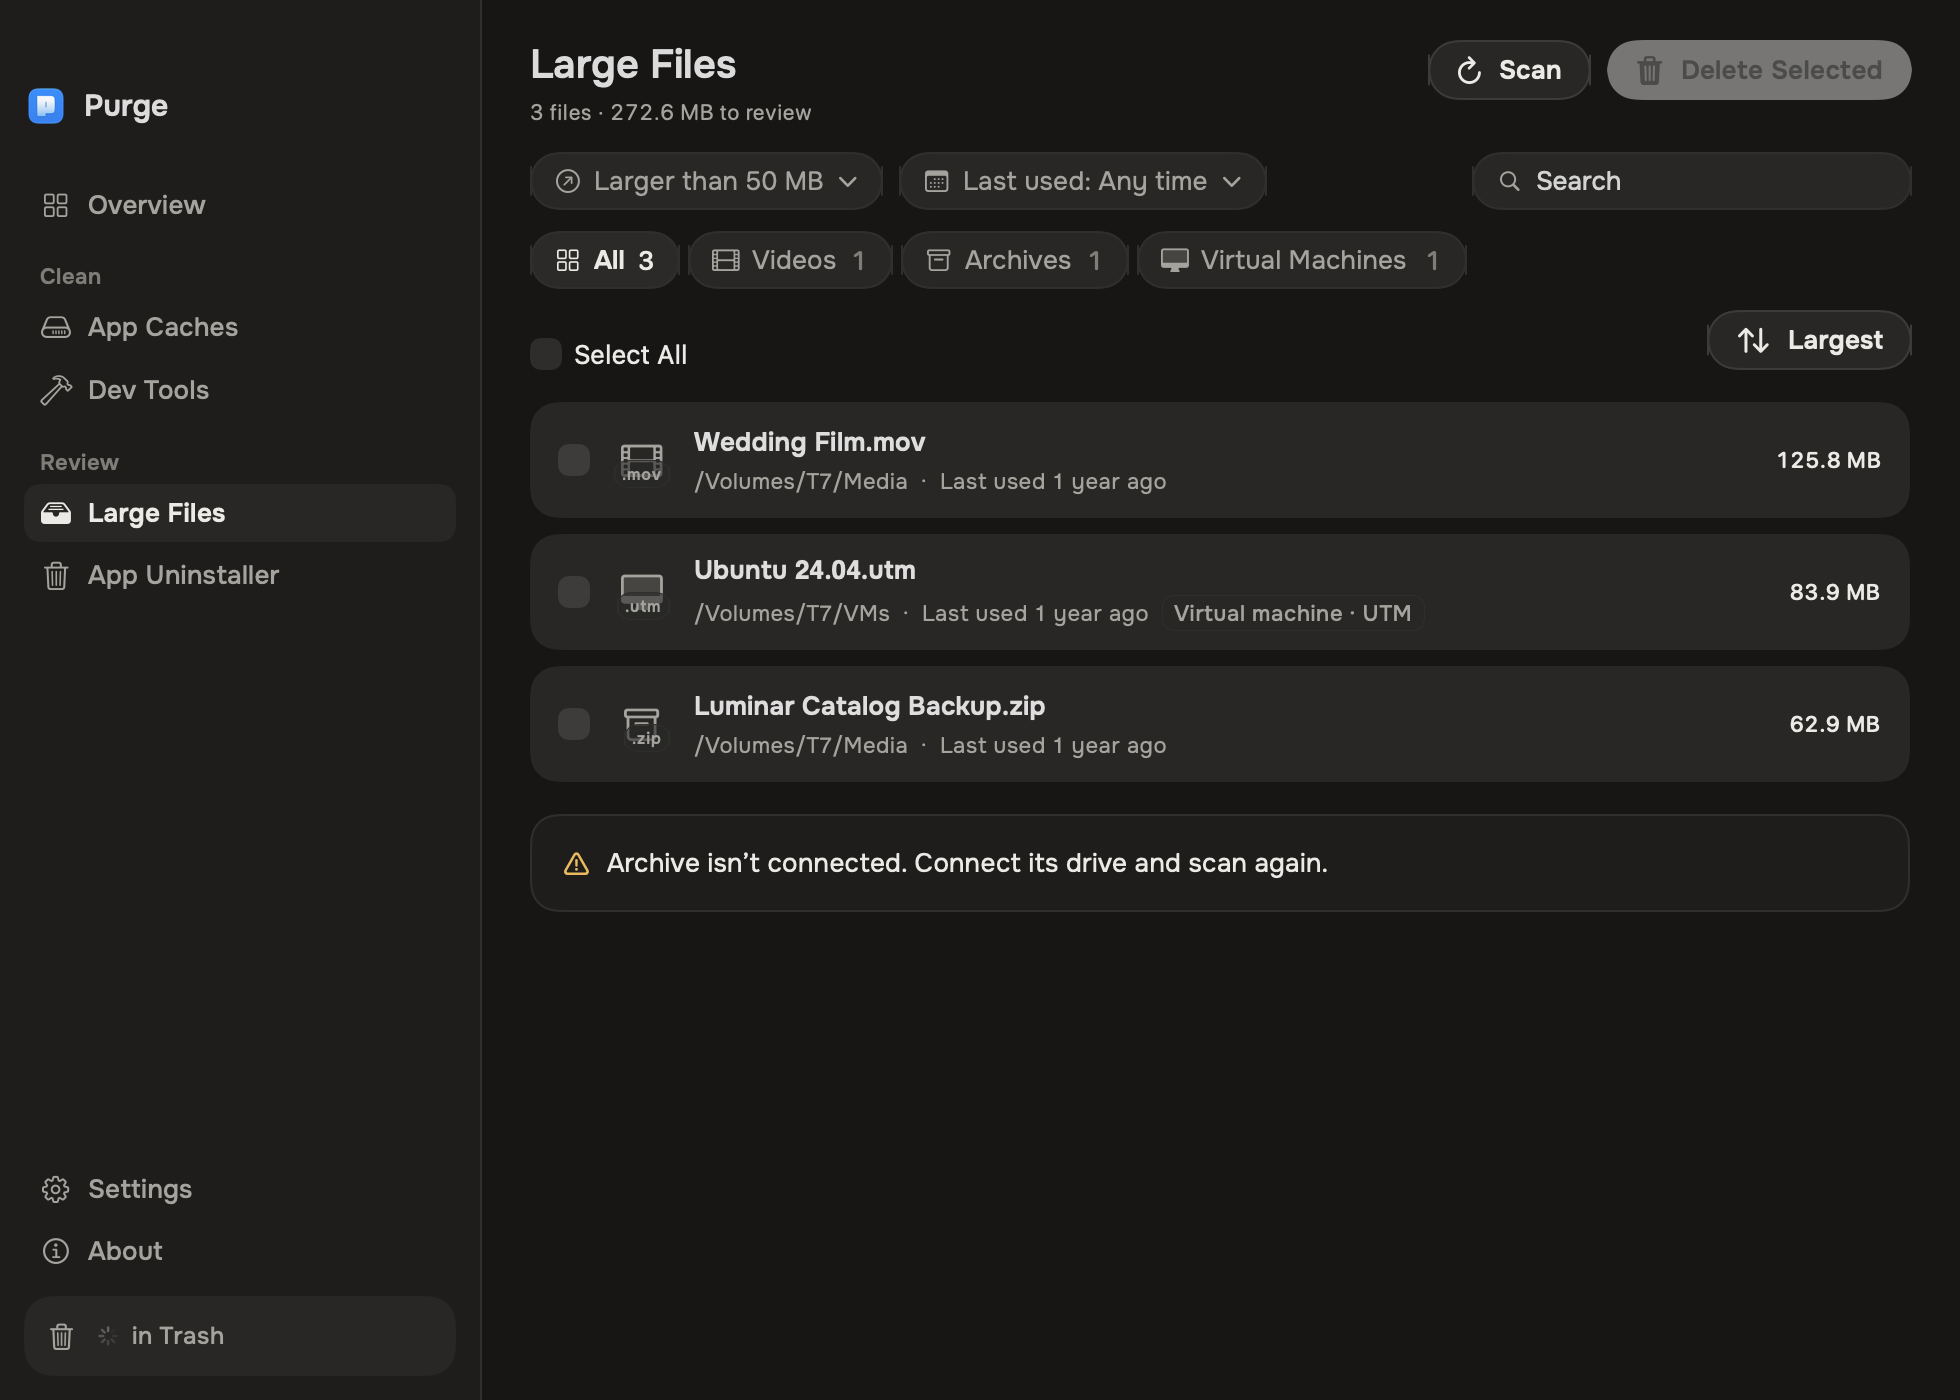 Purge
Overview
Clean
App Caches
Dev Tools
Review
Large Files
App Uninstaller
Settings
About
in Trash
Large Files
3 files · 272.6 MB to review
Scan
Delete Selected
Larger than 50 MB
Last used: Any time
Search
All 3
Videos 1
Archives 1
Virtual Machines 1
Select All
Largest
.mov
Wedding Film.mov
/Volumes/T7/Media · Last used 1 year ago
125.8 MB
.utm
Ubuntu 24.04.utm
/Volumes/T7/VMs · Last used 1 year ago Virtual machine · UTM
83.9 MB
.zip
Luminar Catalog Backup.zip
/Volumes/T7/Media · Last used 1 year ago
62.9 MB
Archive isn’t connected. Connect its drive and scan again.